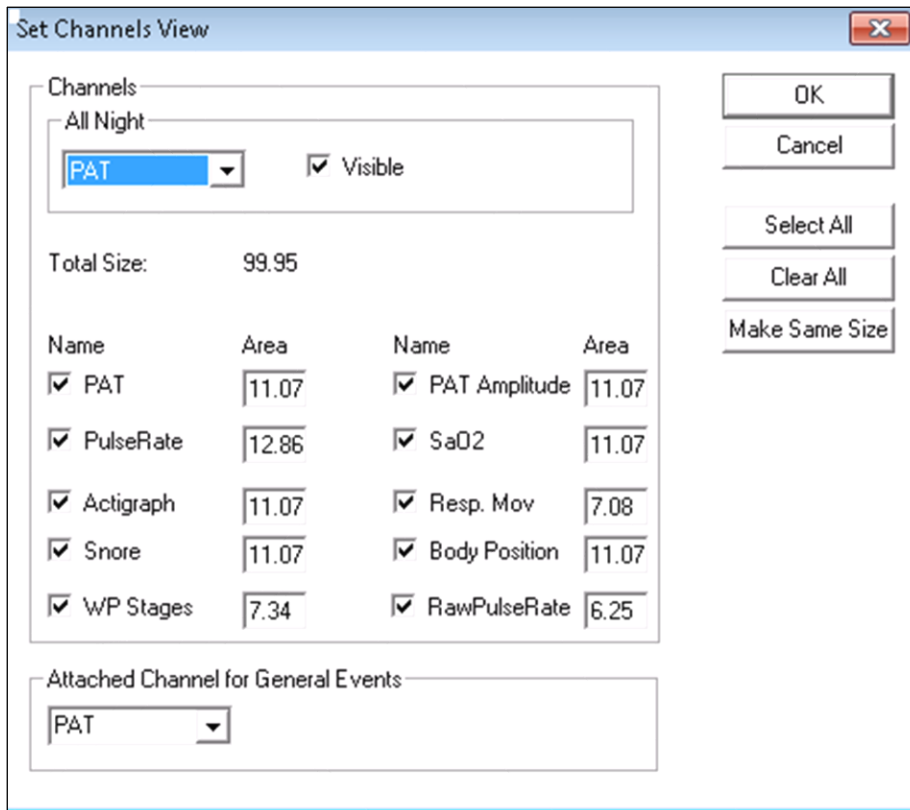 Set Channels View
Channels
All Night
PAT
Visible
Total Size: 99.95
Name Area Name Area
PAT 11.07 PAT Amplitude 11.07
PulseRate 12.86 SaO2 11.07
Actigraph 11.07 Resp. Mov 7.08
Snore 11.07 Body Position 11.07
WP Stages 7.34 RawPulseRate 6.25
Attached Channel for General Events
PAT
OK
Cancel
Select All
Clear All
Make Same Size